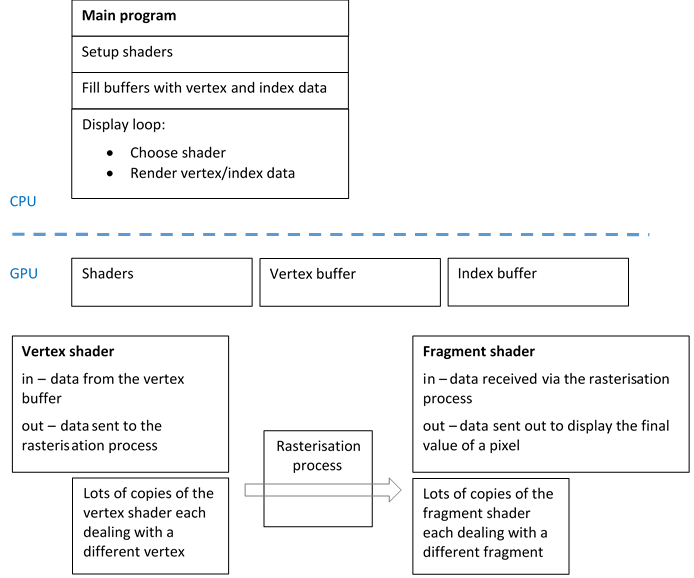 Main program
Setup shaders
Fill buffers with vertex and index data
Display loop:
• Choose shader
• Render vertex/index data
CPU
GPU
Shaders
Vertex buffer
Index buffer
Vertex shader
in – data from the vertex
buffer
out – data sent to the
rasterisation process
Lots of copies of the
vertex shader each
dealing with a
different vertex
Rasterisation
process
Fragment shader
in – data received via the rasterisation
process
out – data sent out to display the final
value of a pixel
Lots of copies of the
fragment shader
each dealing with a
different fragment